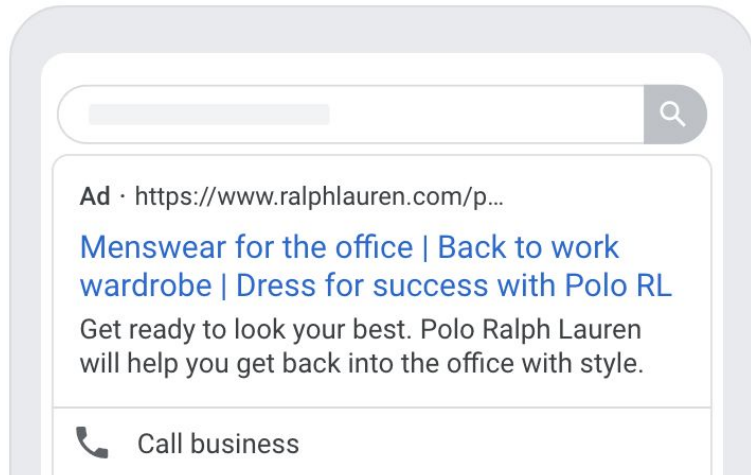 Ad · https://www.ralphlauren.com/p...
Menswear for the office | Back to work
wardrobe | Dress for success with Polo RL
Get ready to look your best. Polo Ralph Lauren
will help you get back into the office with style.
Call business